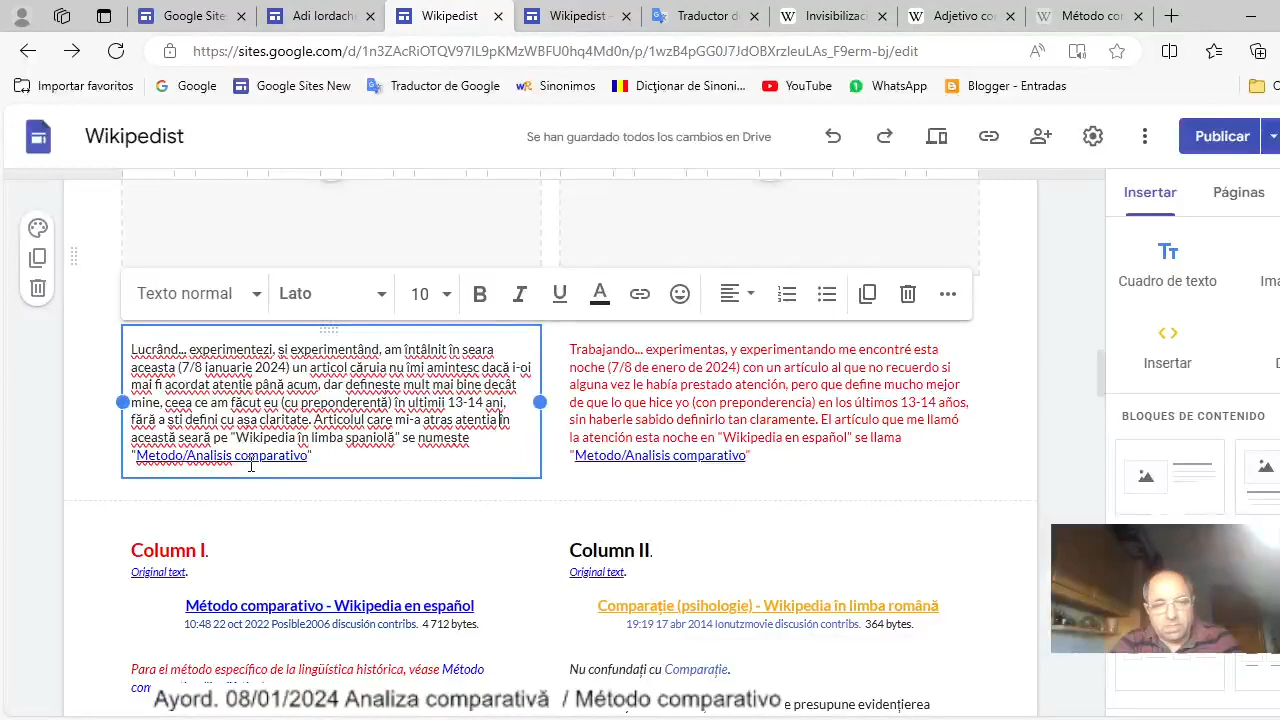 Google Sites
Adi Iordache
Wikipedist
Wikipedist -
Traductor d
Invisibilizac
Adjetivo co
Método co
https://sites.google.com/d/1n3ZAcRiOTQV97IL9pKMzWBFU0hq4Md0n/p/1wzB4pGG0J7JdOBXrzleuLAs_F9erm-bj/edit
Importar favoritos
Google
Google Sites New
Traductor de Google
Sinonimos
Dicţionar de Sinoni...
YouTube
WhatsApp
Blogger - Entradas
Wikipedist
Se han guardado todos los cambios en Drive
Publicar
Insertar
Páginas
Texto normal
Lato
10
Cuadro de texto
Insertar
BLOQUES DE CONTENIDO
Lucrând... experimentezi, și experimentând, am întâlnit în seara
aceasta (7/8 ianuarie 2024) un articol căruia nu îmi amintesc dacă i-oi
mai fi acordat atenție până acum, dar definește mult mai bine decât
mine, ceea ce am făcut eu (cu preponderență) în ultimii 13-14 ani,
fără a ști defini cu așa claritate. Articolul care mi-a atras atentia în
această seară pe "Wikipedia în limba spaniolă" se numește
"Metodo/Analisis comparativo"
Trabajando... experimentas, y experimentando me encontré esta
noche (7/8 de enero de 2024) con un artículo al que no recuerdo si
alguna vez le había prestado atención, pero que define mucho mejor
de que lo que hice yo (con preponderencia) en los últimos 13-14 años,
sin haberle sabido definirlo tan claramente. El artículo que me llamó
la atención esta noche en "Wikipedia en español" se llama
"Metodo/Analisis comparativo"
Column I.
Original text.
Método comparativo - Wikipedia en español
10:48 22 oct 2022 Posible2006 discusión contribs. 4 712 bytes.
Para el método específico de la lingüística histórica, véase Método
Column II.
Original text.
Comparație (psihologie) - Wikipedia în limba română
19:19 17 abr 2014 Ionutzmovie discusión contribs. 364 bytes.
Nu confundați cu Comparație.
e presupune evidențierea
Ayord. 08/01/2024 Analiza comparativă / Método comparativo